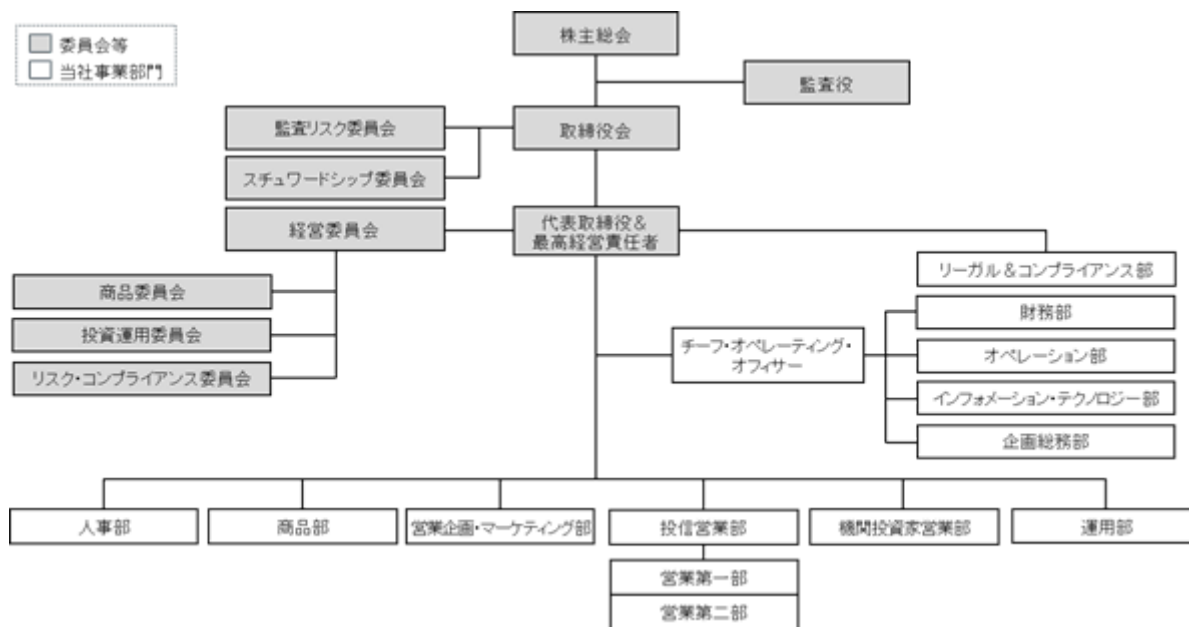 委員会等
当社事業部門
株主総会
監査役
監査リスク委員会
取締役会
スチュワードシップ委員会
経営委員会
代表取締役＆
最高経営責任者
リーガル＆コンプライアンス部
商品委員会
財務部
投資運用委員会
チーフ・オペレーティング・
オフィサー
オペレーション部
リスク・コンプライアンス委員会
インフォメーション・テクノロジー部
企画総務部
人事部
商品部
営業企画・マーケティング部
投信営業部
機関投資家営業部
運用部
営業第一部
営業第二部